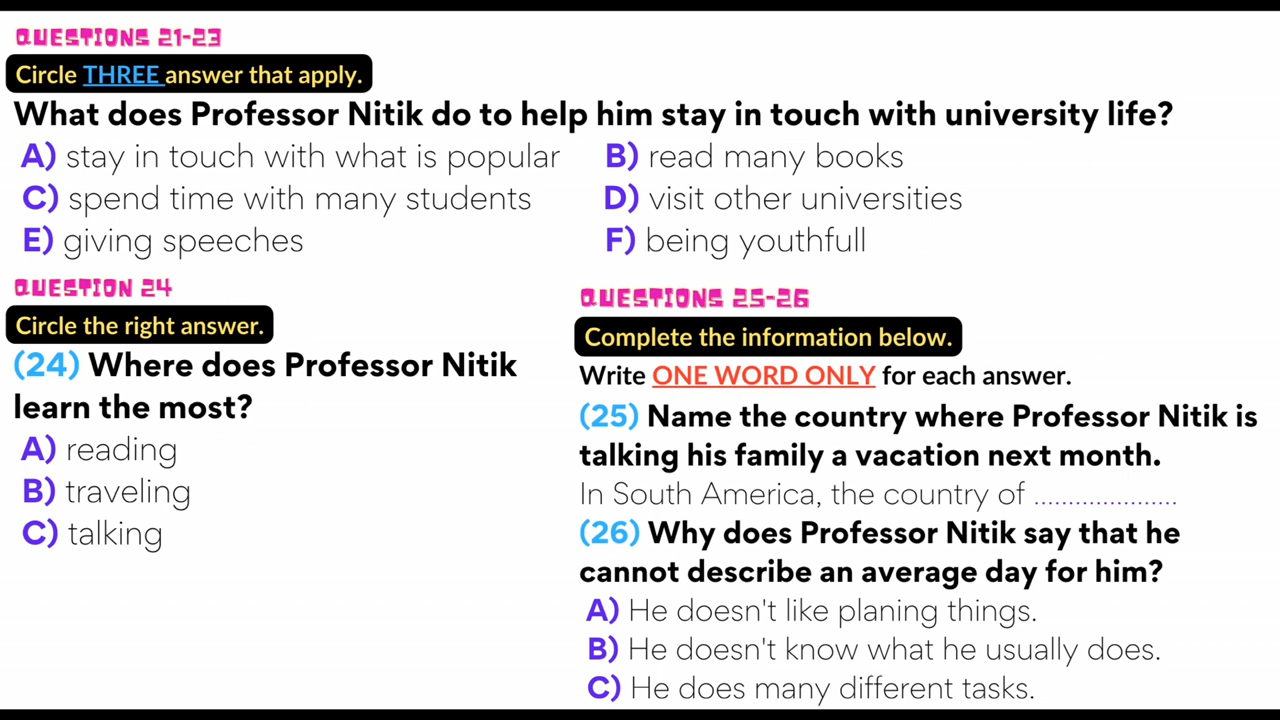 QUESTIONS 21-23
Circle THREE answer that apply.
What does Professor Nitik do to help him stay in touch with university life?
A) stay in touch with what is popular
B) read many books
C) spend time with many students
D) visit other universities
E) giving speeches
F) being youthfull
QUESTION 24
Circle the right answer.
(24) Where does Professor Nitik
learn the most?
A) reading
B) traveling
C) talking
QUESTIONS 25-26
Complete the information below.
Write ONE WORD ONLY for each answer.
(25) Name the country where Professor Nitik is
talking his family a vacation next month.
In South America, the country of .....................
(26) Why does Professor Nitik say that he
cannot describe an average day for him?
A) He doesn't like planing things.
B) He doesn't know what he usually does.
C) He does many different tasks.